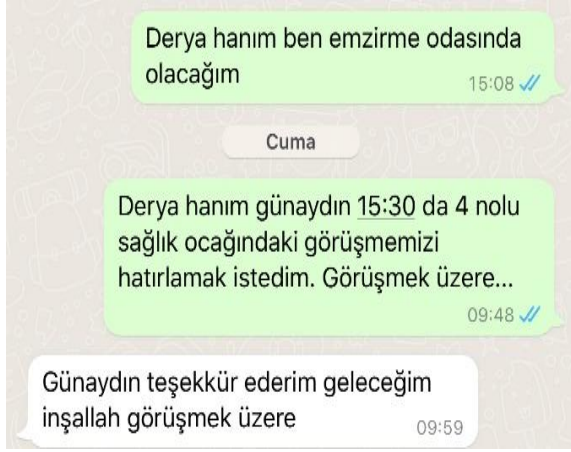 Derya hanım ben emzirme odasında
olacağım
15:08
Cuma
Derya hanım günaydın 15:30 da 4 nolu
sağlık ocağındaki görüşmemizi
hatırlamak istedim. Görüşmek üzere...
09:48
Günaydın teşekkür ederim geleceğim
inşallah görüşmek üzere
09:59